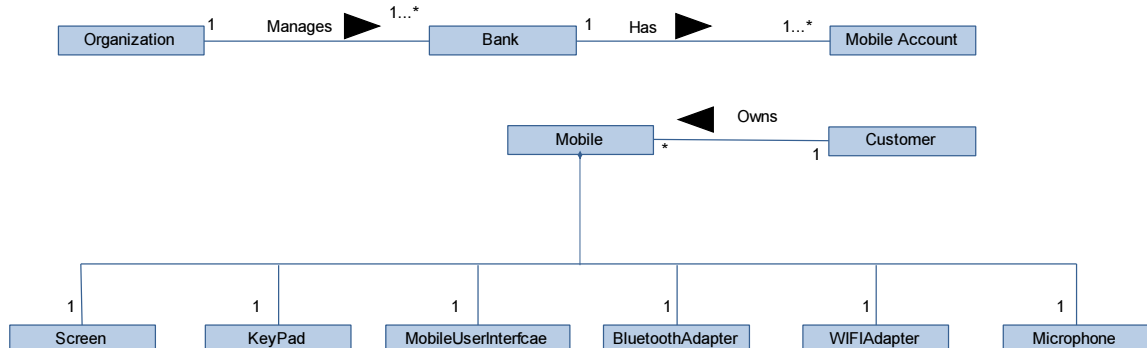 Organization 1 Manages 1...* Bank 1 Has 1...* Mobile Account
Mobile * Owns 1 Customer
1 1 1 1 1 1
Screen KeyPad MobileUserInterfcae BluetoothAdapter WIFIAdapter Microphone